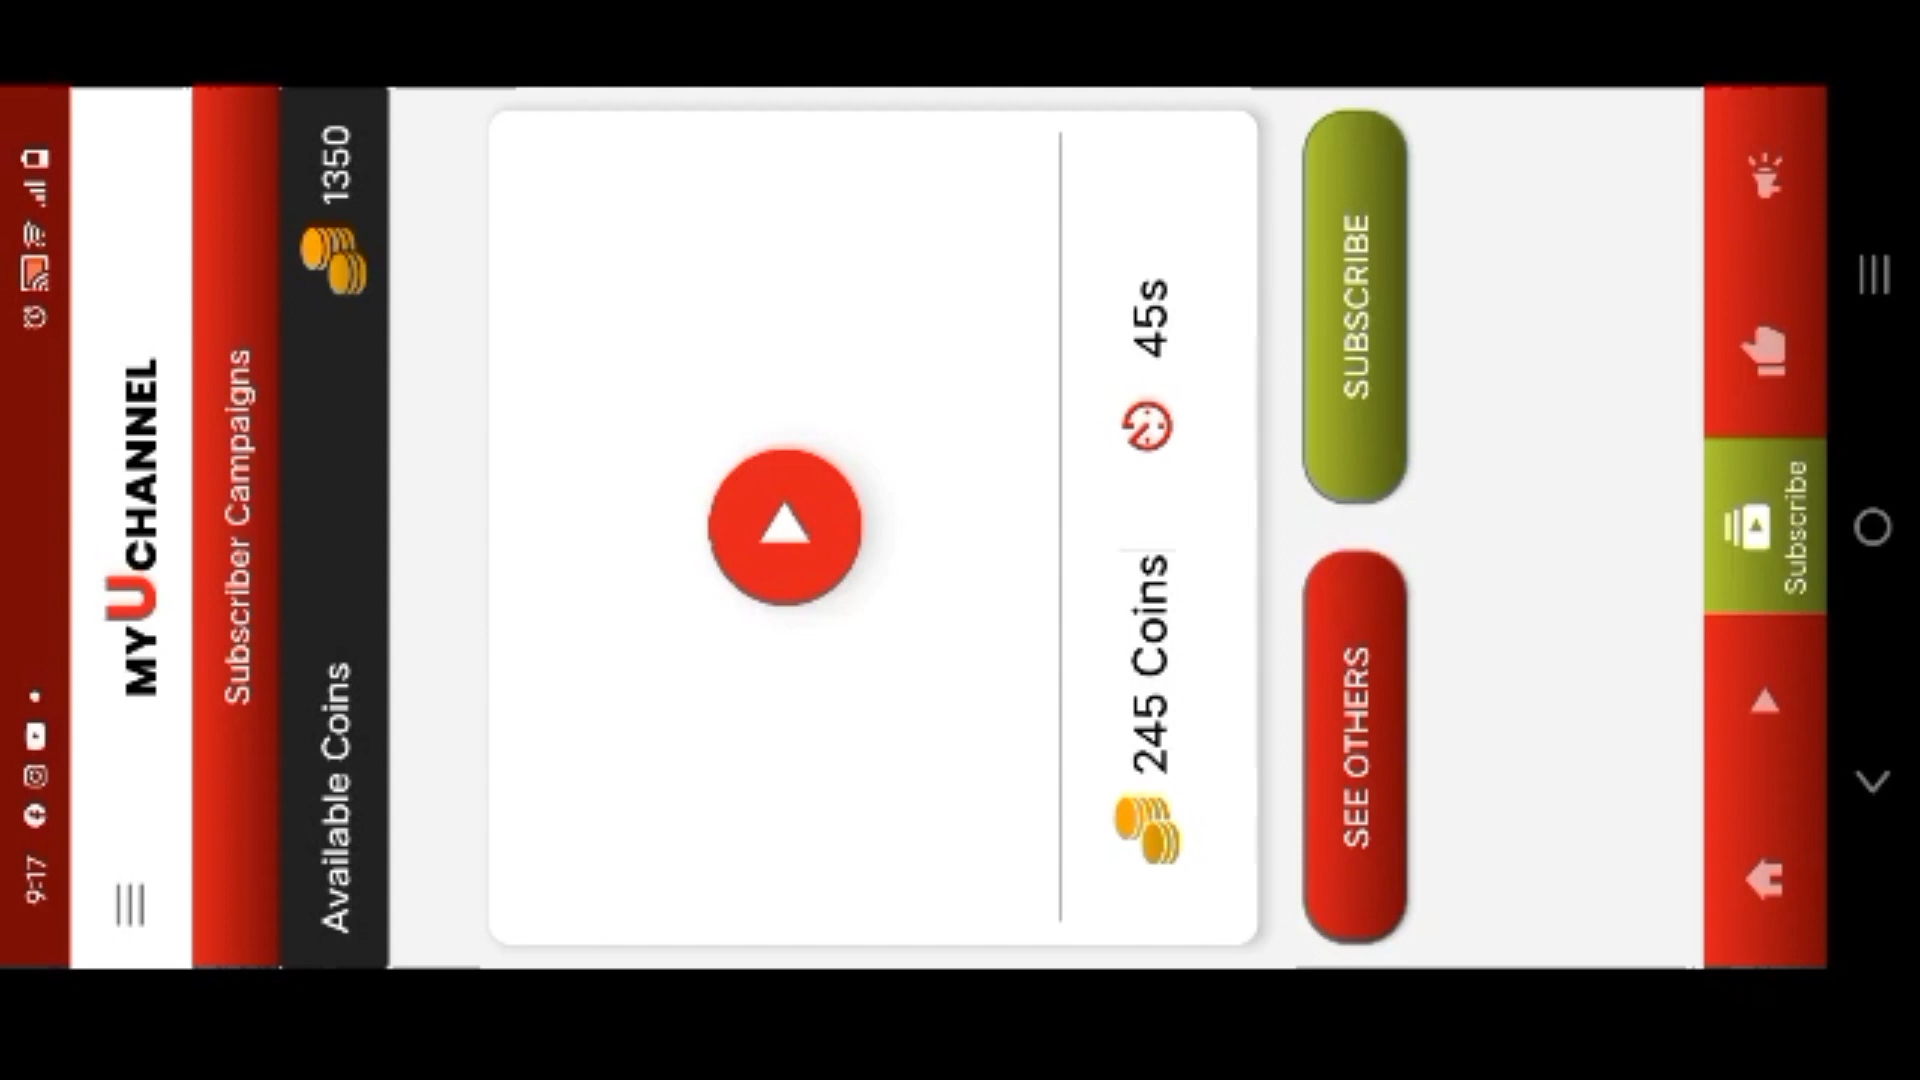 9:17
MYUCHANNEL
Subscriber Campaigns
Available Coins 1350
245 Coins 45s
SEE OTHERS SUBSCRIBE
Subscribe